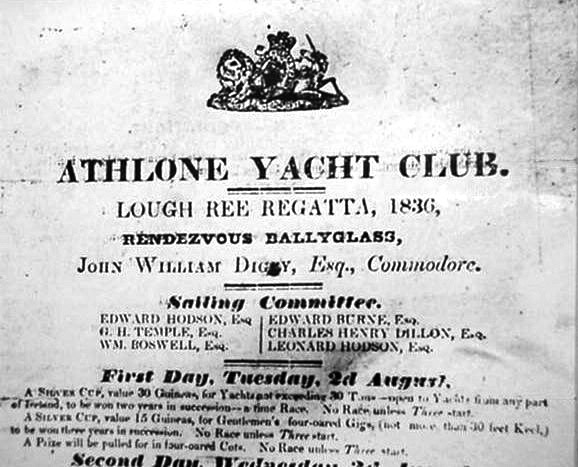 ATHLONE YACHT CLUB.
LOUGH REE REGATTA, 1836,
RENDEZVOUS BALLYGLASS,
JOHN WILLIAM DIGBY, Esq., Commodore.
Sailing Committee.
EDWARD HODSON, Esq
G. H. TEMPLE, Esq.
WM. BOSWELL, Esq.
EDWARD BURNE, Esq.
CHARLES HENRY DILLON, Esq.
LEONARD HODSON, Esq.
First Day, Tuesday, 2d August.
A SILVER CUP, value 30 Guineas, for Yachts not exceeding 30 Tons—open to Yachts from any part
of Ireland, to be won two years in succession—a time Race. No Race unless Three start.
A SILVER CUP, value 15 Guineas, for Gentlemen's four-oared Gigs, (not more than 30 feet Keel,)
to be won three years in succession. No Race unless Three start.
A Prize will be pulled for in four-oared Cots. No Race unless Three start.
Second Day, Wednesday 3d